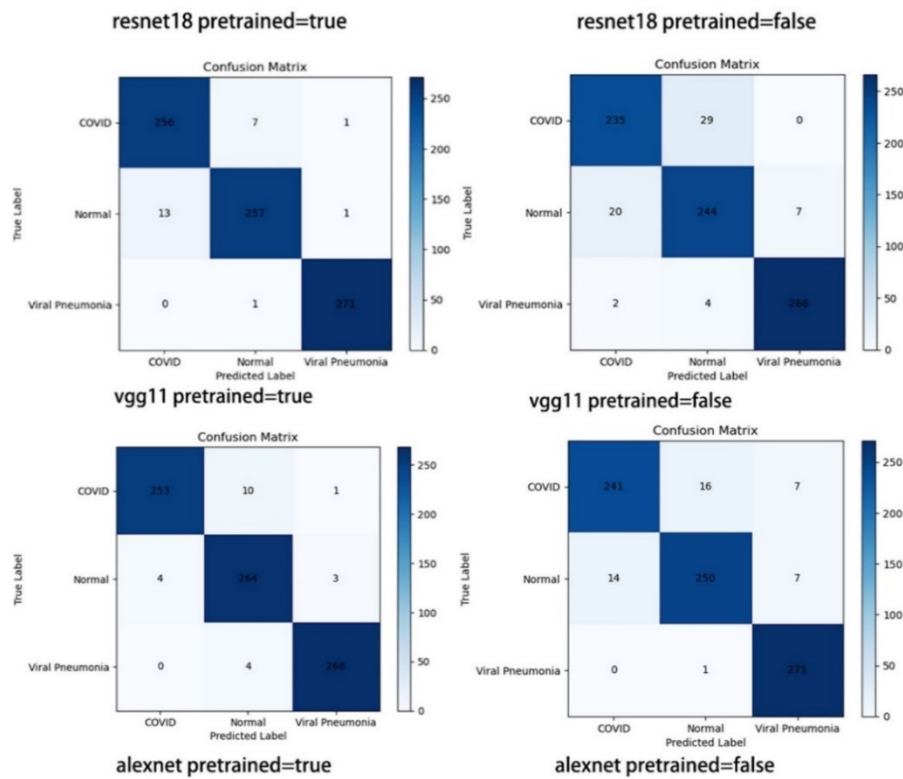 resnet18 pretrained=true
Confusion Matrix
COVID
Normal
Viral Pneumonia
True Label
256 7 1
13 257 1
0 1 271
COVID Normal Viral Pneumonia
Predicted Label
250
200
150
100
50
0
resnet18 pretrained=false
Confusion Matrix
COVID
Normal
Viral Pneumonia
True Label
235 29 0
20 244 7
2 4 266
COVID Normal Viral Pneumonia
Predicted Label
250
200
150
100
50
0
vgg11 pretrained=true
Confusion Matrix
COVID
Normal
Viral Pneumonia
True Label
253 10 1
4 264 3
0 4 268
COVID Normal Viral Pneumonia
Predicted Label
250
200
150
100
50
0
vgg11 pretrained=false
Confusion Matrix
COVID
Normal
Viral Pneumonia
True Label
241 16 7
14 250 7
0 1 271
COVID Normal Viral Pneumonia
Predicted Label
250
200
150
100
50
0
alexnet pretrained=true
alexnet pretrained=false